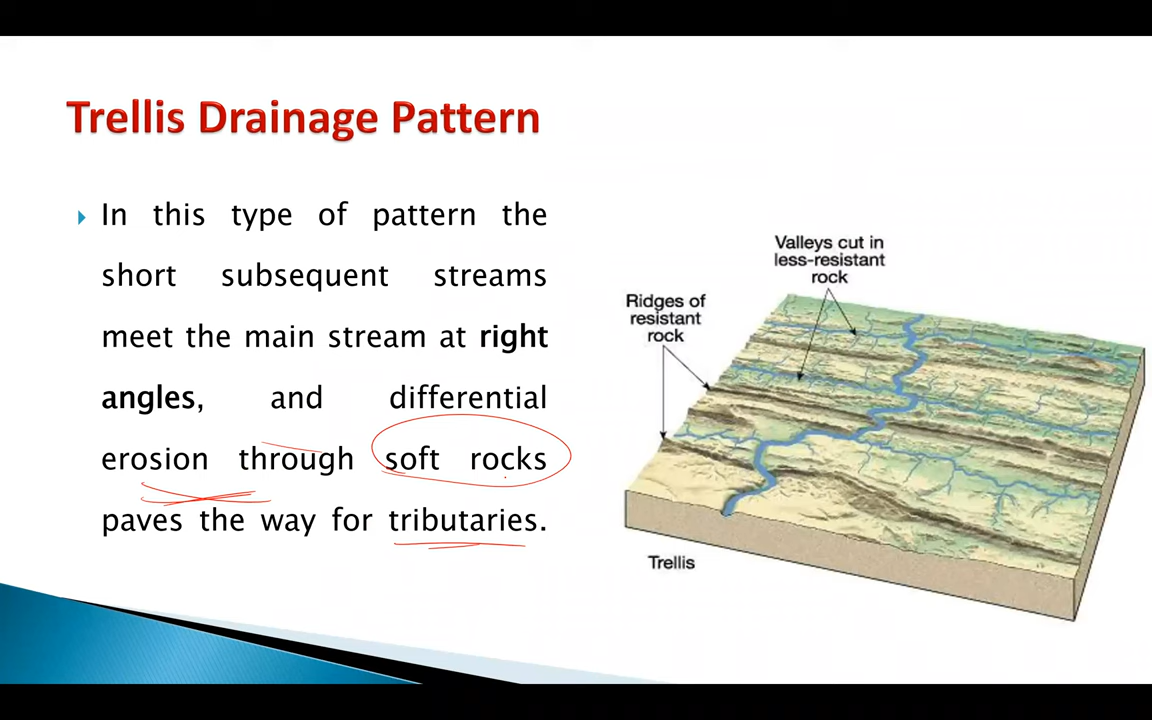 Trellis Drainage Pattern
In this type of pattern the
short subsequent streams
meet the main stream at right
angles, and differential
erosion through soft rocks
paves the way for tributaries.
Valleys cut in
less-resistant
rock
Ridges of
resistant
rock
Trellis